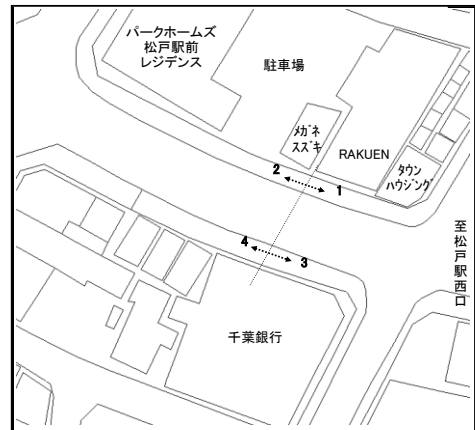 パークホームズ
松戸駅前
レジデンス
駐車場
ﾒｶﾞﾈ
ｽｽﾞｷ
RAKUEN
タウン
ハウジング
2
1
4
3
至松戸駅西口
千葉銀行